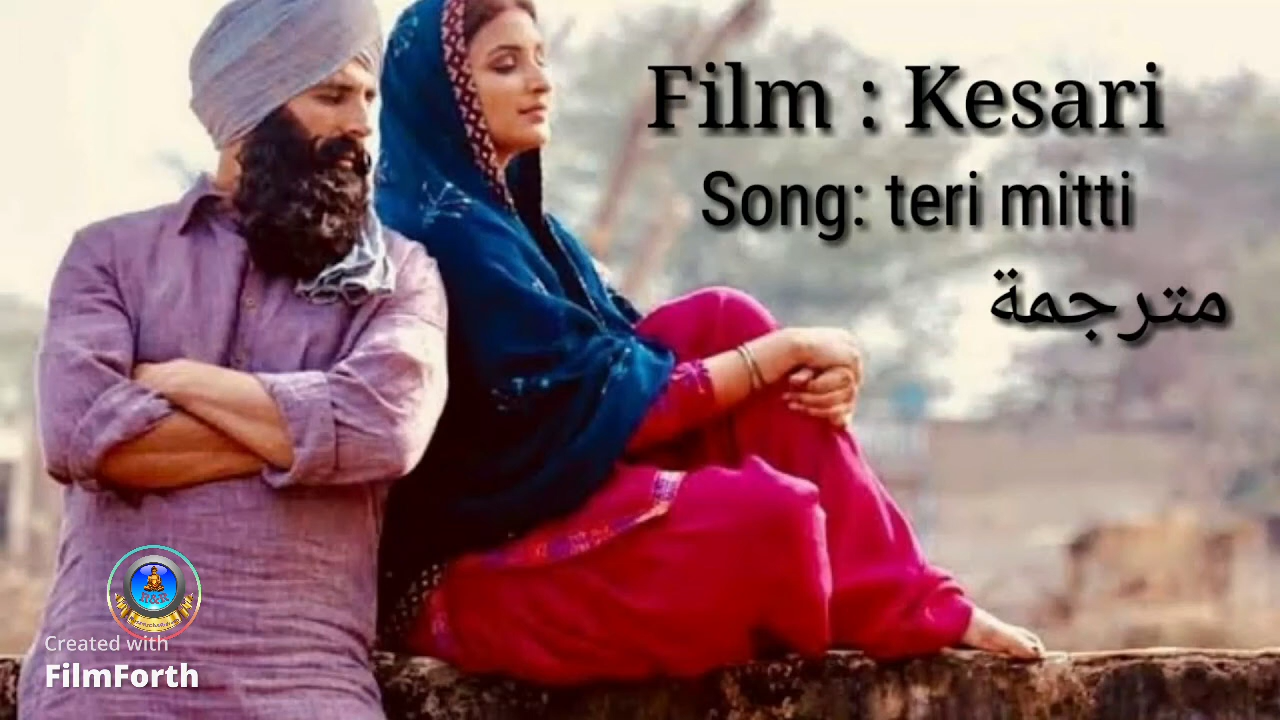 Film : Kesari
Song: teri mitti
مترجمة
R&R
Created with
FilmForth